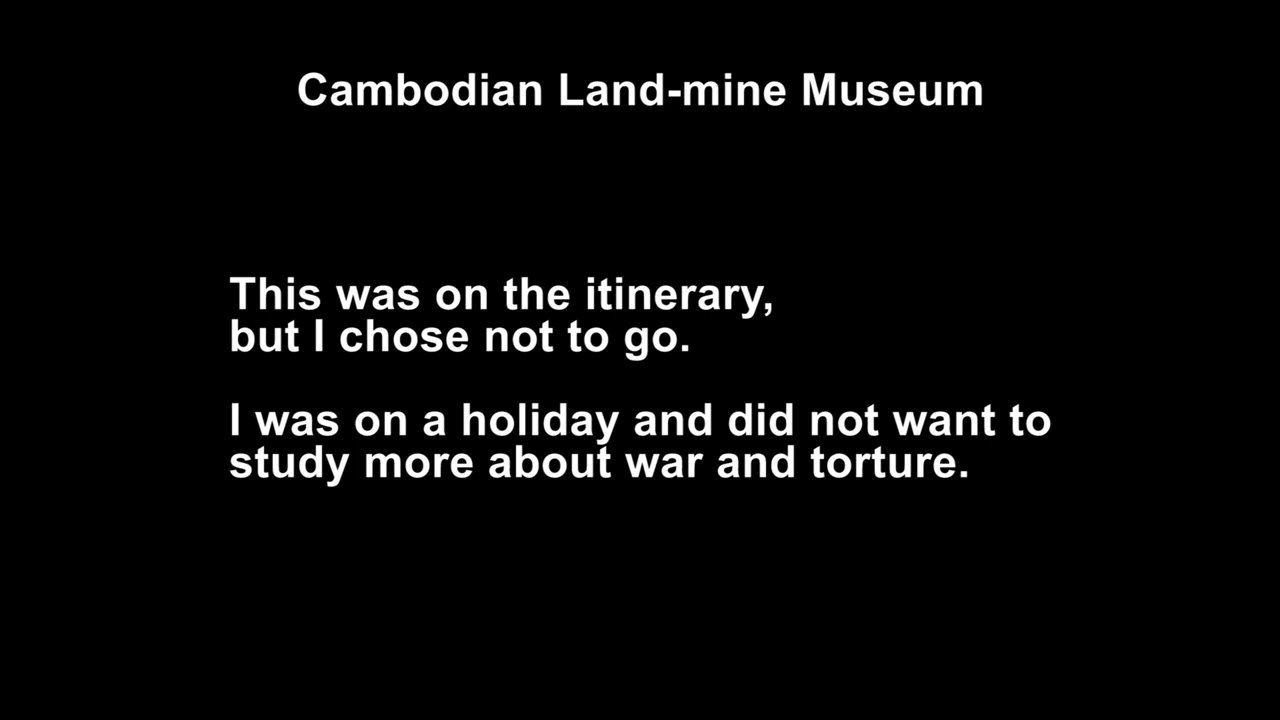 Cambodian Land-mine Museum
This was on the itinerary,
but I chose not to go.
I was on a holiday and did not want to
study more about war and torture.